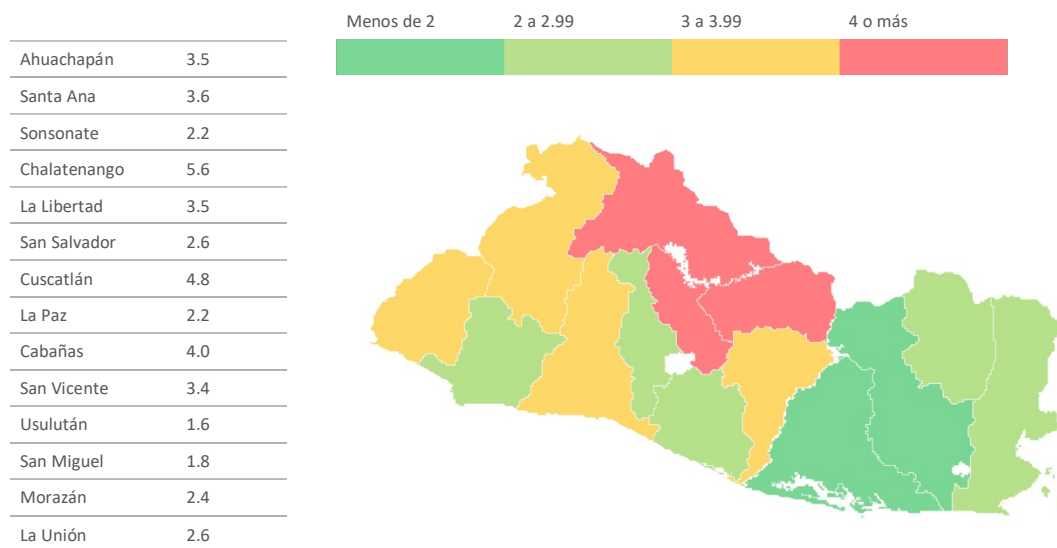 Menos de 2 2 a 2.99 3 a 3.99 4 o más
Ahuachapán 3.5
Santa Ana 3.6
Sonsonate 2.2
Chalatenango 5.6
La Libertad 3.5
San Salvador 2.6
Cuscatlán 4.8
La Paz 2.2
Cabañas 4.0
San Vicente 3.4
Usulután 1.6
San Miguel 1.8
Morazán 2.4
La Unión 2.6